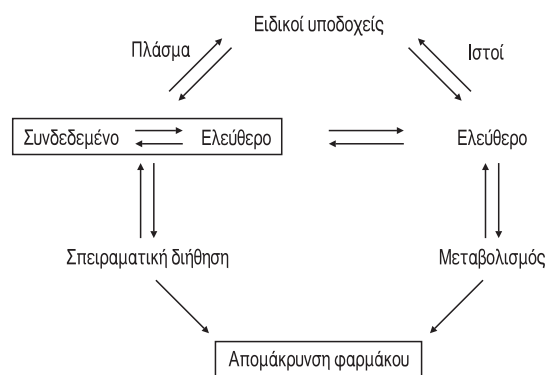 Ειδικοί υποδοχείς
Πλάσμα
Ιστοί
Συνδεδεμένο
Ελεύθερο
Ελεύθερο
Σπειραματική διήθηση
Μεταβολισμός
Απομάκρυνση φαρμάκου